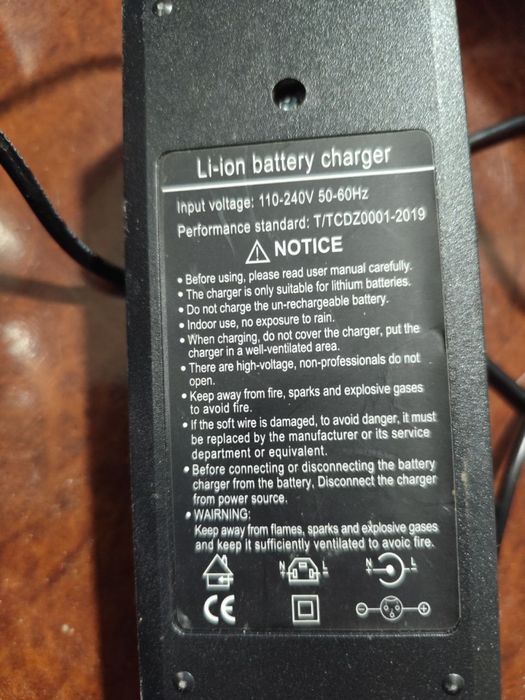 Li-ion battery charger
Input voltage: 110-240V 50-60Hz
Performance standard: T/TCDZ0001-2019
NOTICE
• Before using, please read user manual carefully.
• The charger is only suitable for lithium batteries.
• Do not charge the un-rechargeable battery.
• Indoor use, no exposure to rain.
• When charging, do not cover the charger, put the
charger in a well-ventilated area.
• There are high-voltage, non-professionals do not
open.
• Keep away from fire, sparks and explosive gases
to avoid fire.
• If the soft wire is damaged, to avoid danger, it must
be replaced by the manufacturer or its service
department or equivalent.
• Before connecting or disconnecting the battery
charger from the battery, Disconnect the charger
from power source.
• WAIRNING:
Keep away from flames, sparks and explosive gases
and keep it sufficiently ventilated to avoic fire.
N L N L
CE